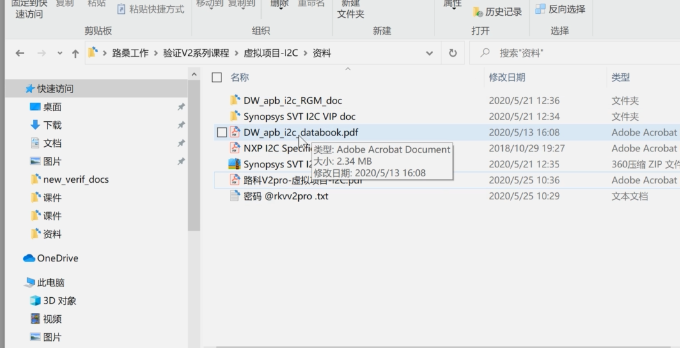 固定到快速访问 复制 粘贴 粘贴快捷方式 移动到 复制到 删除 重命名 新建文件夹 属性 历史记录 反向选择
剪贴板 组织 新建 打开 选择
路桑工作 › 验证V2系列课程 › 虚拟项目-I2C › 资料 搜索"资料"
名称 修改日期 类型
快速访问
桌面
下载
文档
图片
new_verif_docs
课件
课件
资料
OneDrive
此电脑
3D 对象
视频
图片
DW_apb_i2c_RGM_doc 2020/5/21 12:36 文件夹
Synopsys SVT I2C VIP doc 2020/5/21 12:34 文件夹
DW_apb_i2c_databook.pdf 2020/5/13 16:08 Adobe Acrobat
NXP I2C Specifi 2018/10/29 19:27 Adobe Acrobat
Synopsys SVT I2 2020/5/21 12:35 360压缩 ZIP 文件
路科V2pro-虚拟项目-I2C.pdf 2020/5/25 10:36 Adobe Acrobat
密码 @rkvv2pro .txt 2020/5/25 10:29 文本文档
类型: Adobe Acrobat Document
大小: 2.34 MB
修改日期: 2020/5/13 16:08